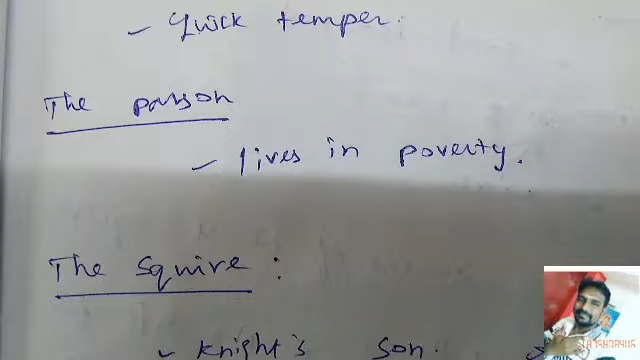 - Quick temper.
The parson
- lives in poverty.
The Squire :
- Knight's son.